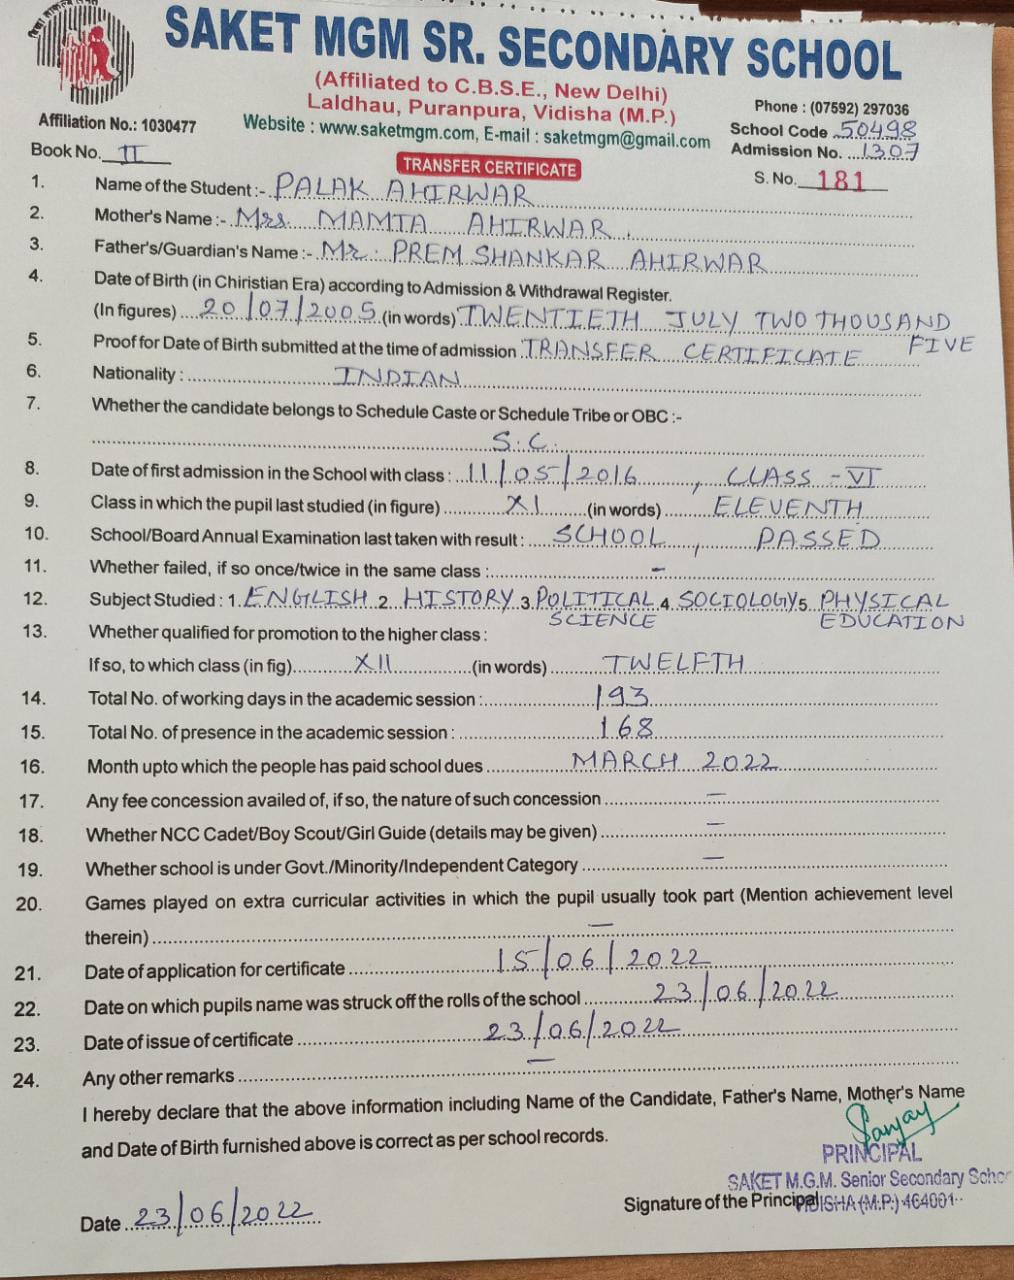 SAKET MGM SR. SECONDARY SCHOOL
(Affiliated to C.B.S.E., New Delhi)
Laldhau, Puranpura, Vidisha (M.P.)
Website : www.saketmgm.com, E-mail : saketmgm@gmail.com
Phone : (07592) 297036
Affiliation No.: 1030477
School Code 50498
Book No. II
Admission No. 1307
TRANSFER CERTIFICATE
S. No. 181
1. Name of the Student :- PALAK AHIRWAR
2. Mother's Name :- Mrs. MAMTA AHIRWAR.
3. Father's/Guardian's Name :- Mr. PREM SHANKAR AHIRWAR
4. Date of Birth (in Chiristian Era) according to Admission & Withdrawal Register.
(In figures) 20/07/2005 (in words) TWENTIETH JULY TWO THOUSAND FIVE
5. Proof for Date of Birth submitted at the time of admission TRANSFER CERTIFICATE
6. Nationality : INDIAN
7. Whether the candidate belongs to Schedule Caste or Schedule Tribe or OBC :-
S.C.
8. Date of first admission in the School with class : 11/05/2016, CLASS - VI
9. Class in which the pupil last studied (in figure) XI (in words) ELEVENTH
10. School/Board Annual Examination last taken with result : SCHOOL, PASSED
11. Whether failed, if so once/twice in the same class : -
12. Subject Studied : 1. ENGLISH 2. HISTORY 3. POLITICAL SCIENCE 4. SOCIOLOGY 5. PHYSICAL EDUCATION
13. Whether qualified for promotion to the higher class :
If so, to which class (in fig) XII (in words) TWELFTH
14. Total No. of working days in the academic session : 193
15. Total No. of presence in the academic session : 168
16. Month upto which the people has paid school dues MARCH 2022
17. Any fee concession availed of, if so, the nature of such concession —
18. Whether NCC Cadet/Boy Scout/Girl Guide (details may be given) —
19. Whether school is under Govt./Minority/Independent Category —
20. Games played on extra curricular activities in which the pupil usually took part (Mention achievement level
therein) —
21. Date of application for certificate 15/06/2022
22. Date on which pupils name was struck off the rolls of the school 23/06/2022
23. Date of issue of certificate 23/06/2022
24. Any other remarks —
I hereby declare that the above information including Name of the Candidate, Father's Name, Mother's Name
and Date of Birth furnished above is correct as per school records.
Sanjay
PRINCIPAL
SAKET M.G.M. Senior Secondary
Signature of the Principal (M.P.) 464001
Date 23/06/2022